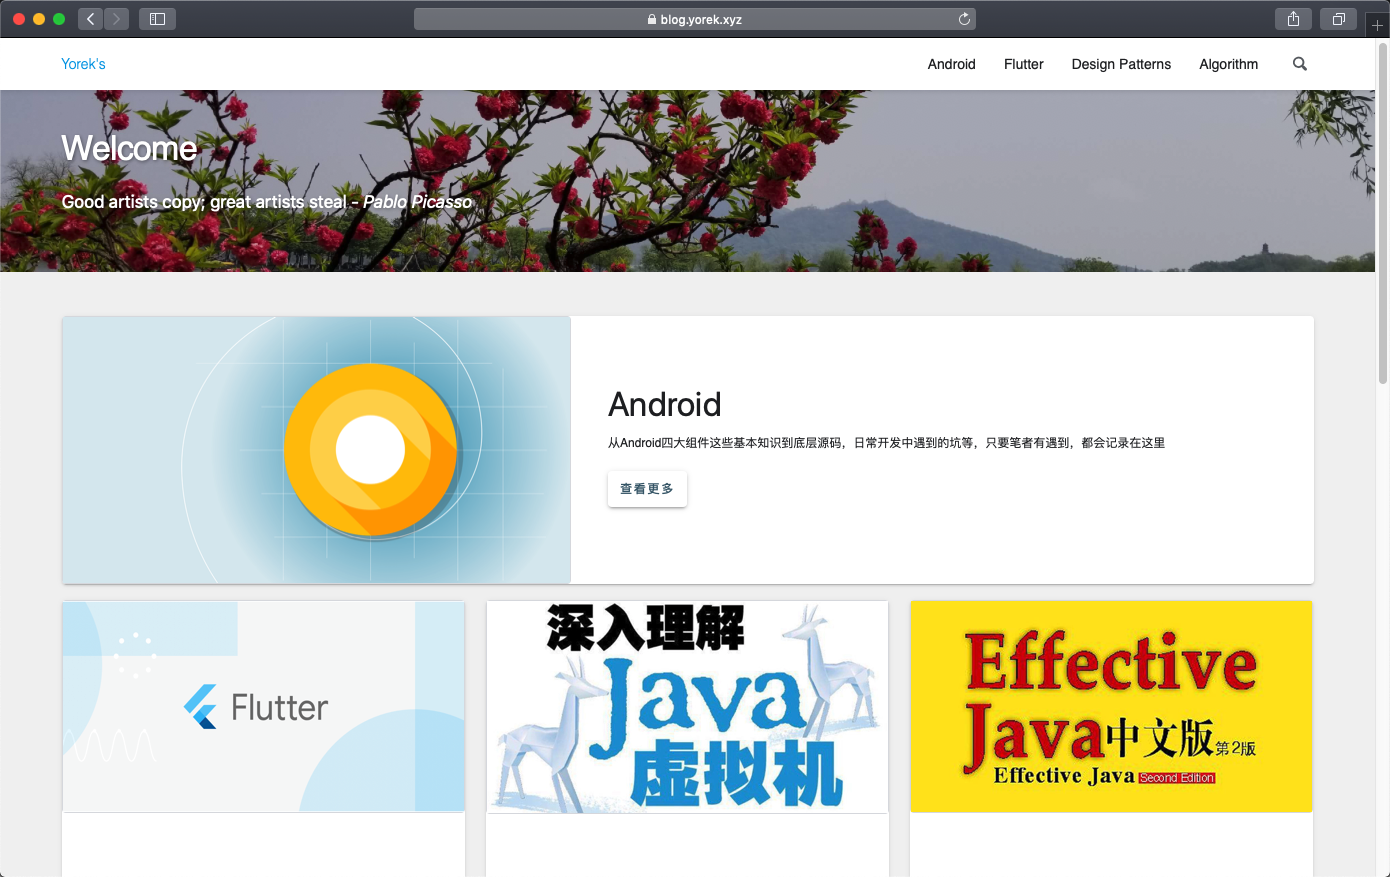 blog.yorek.xyz
Yorek's
Android
Flutter
Design Patterns
Algorithm
Welcome
Good artists copy; great artists steal - Pablo Picasso
Android
从Android四大组件这些基本知识到底层源码，日常开发中遇到的坑等，只要笔者有遇到，都会记录在这里
查看更多
Flutter
深入理解
Java
虚拟机
Effective
Java中文版第2版
Effective Java Second Edition